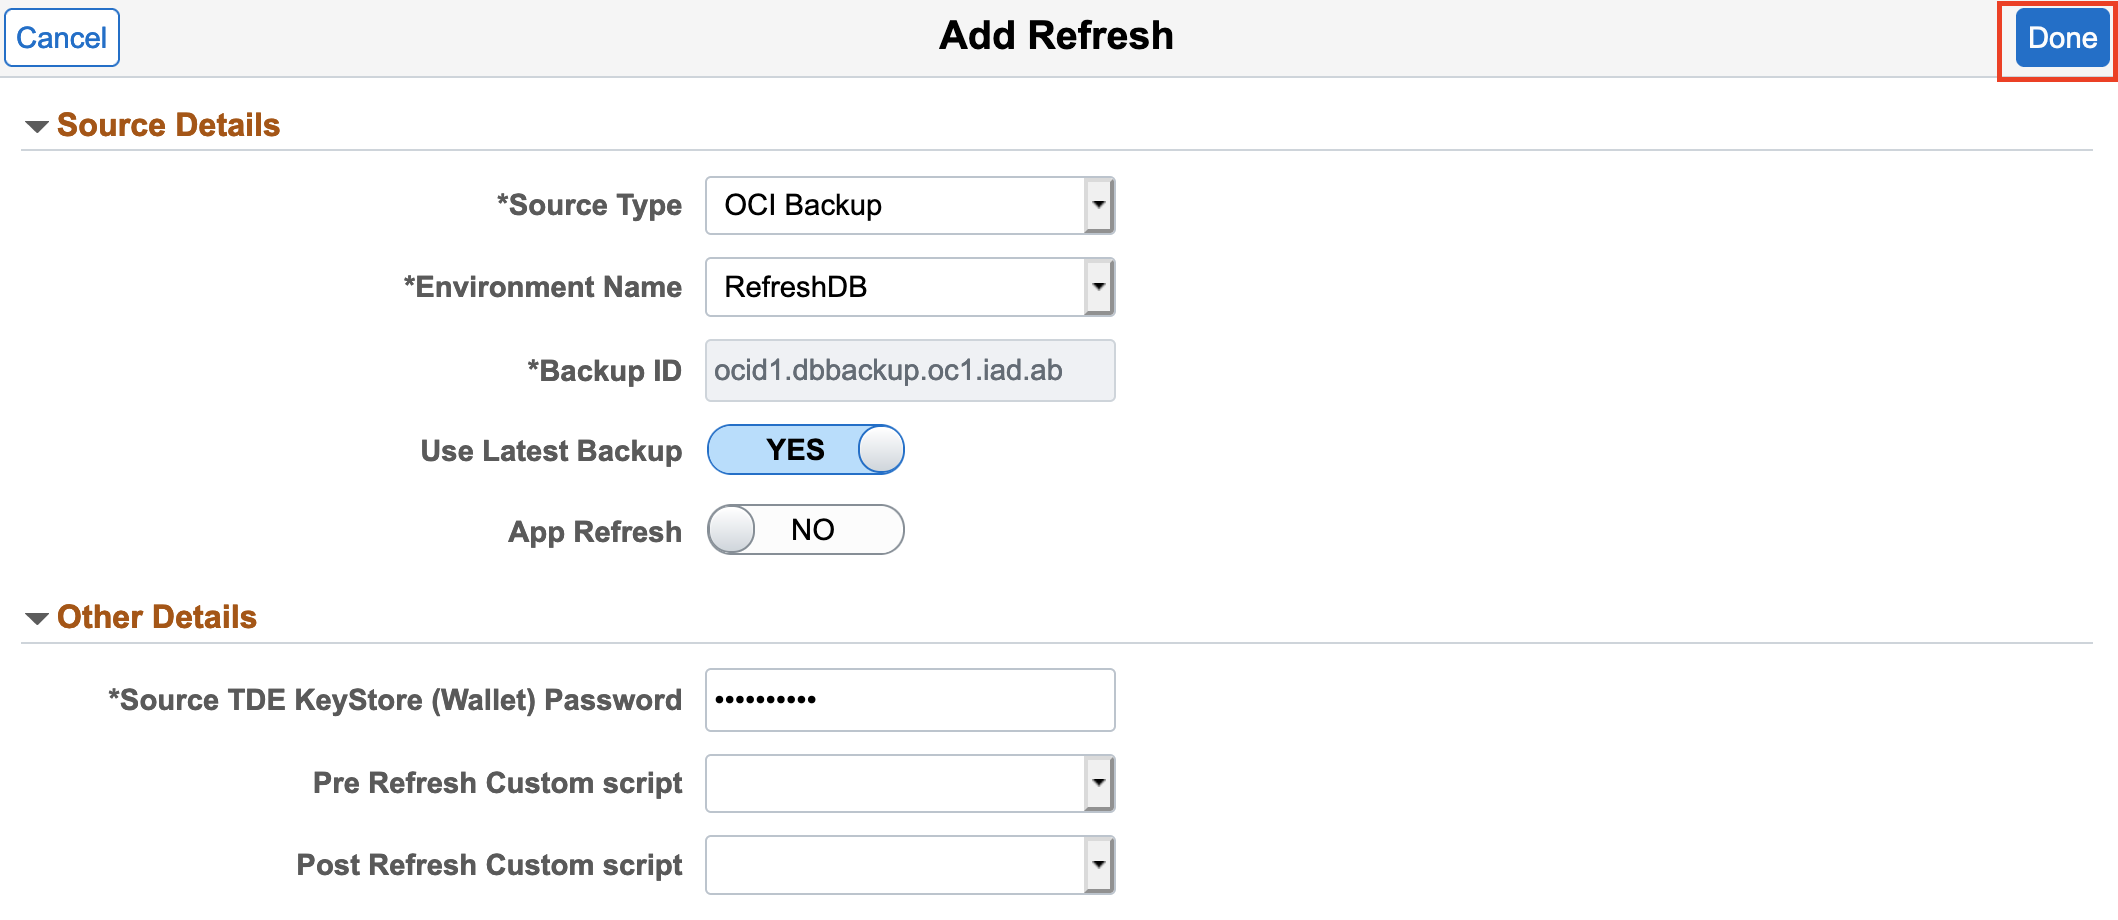 Cancel
Add Refresh
Done
Source Details
*Source Type OCI Backup
*Environment Name RefreshDB
*Backup ID ocid1.dbbackup.oc1.iad.ab
Use Latest Backup YES
App Refresh NO
Other Details
*Source TDE KeyStore (Wallet) Password ••••••••••
Pre Refresh Custom script
Post Refresh Custom script